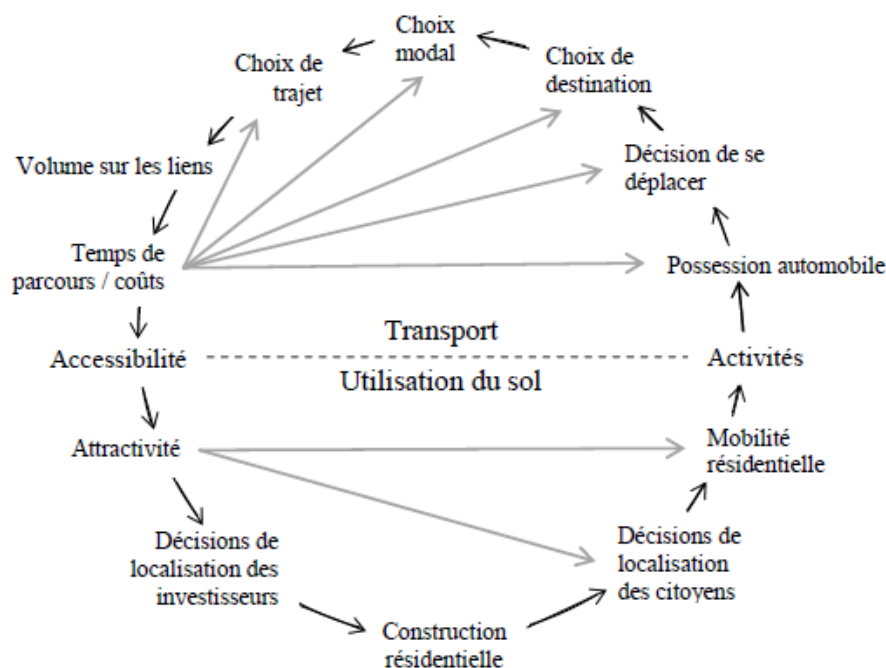 Choix
modal
Choix de
trajet
Choix de
destination
Volume sur les liens
Décision de se
déplacer
Temps de
parcours / coûts
Possession automobile
Transport
Accessibilité
Activités
Utilisation du sol
Attractivité
Mobilité
résidentielle
Décisions de
localisation des
investisseurs
Décisions de
localisation
des citoyens
Construction
résidentielle